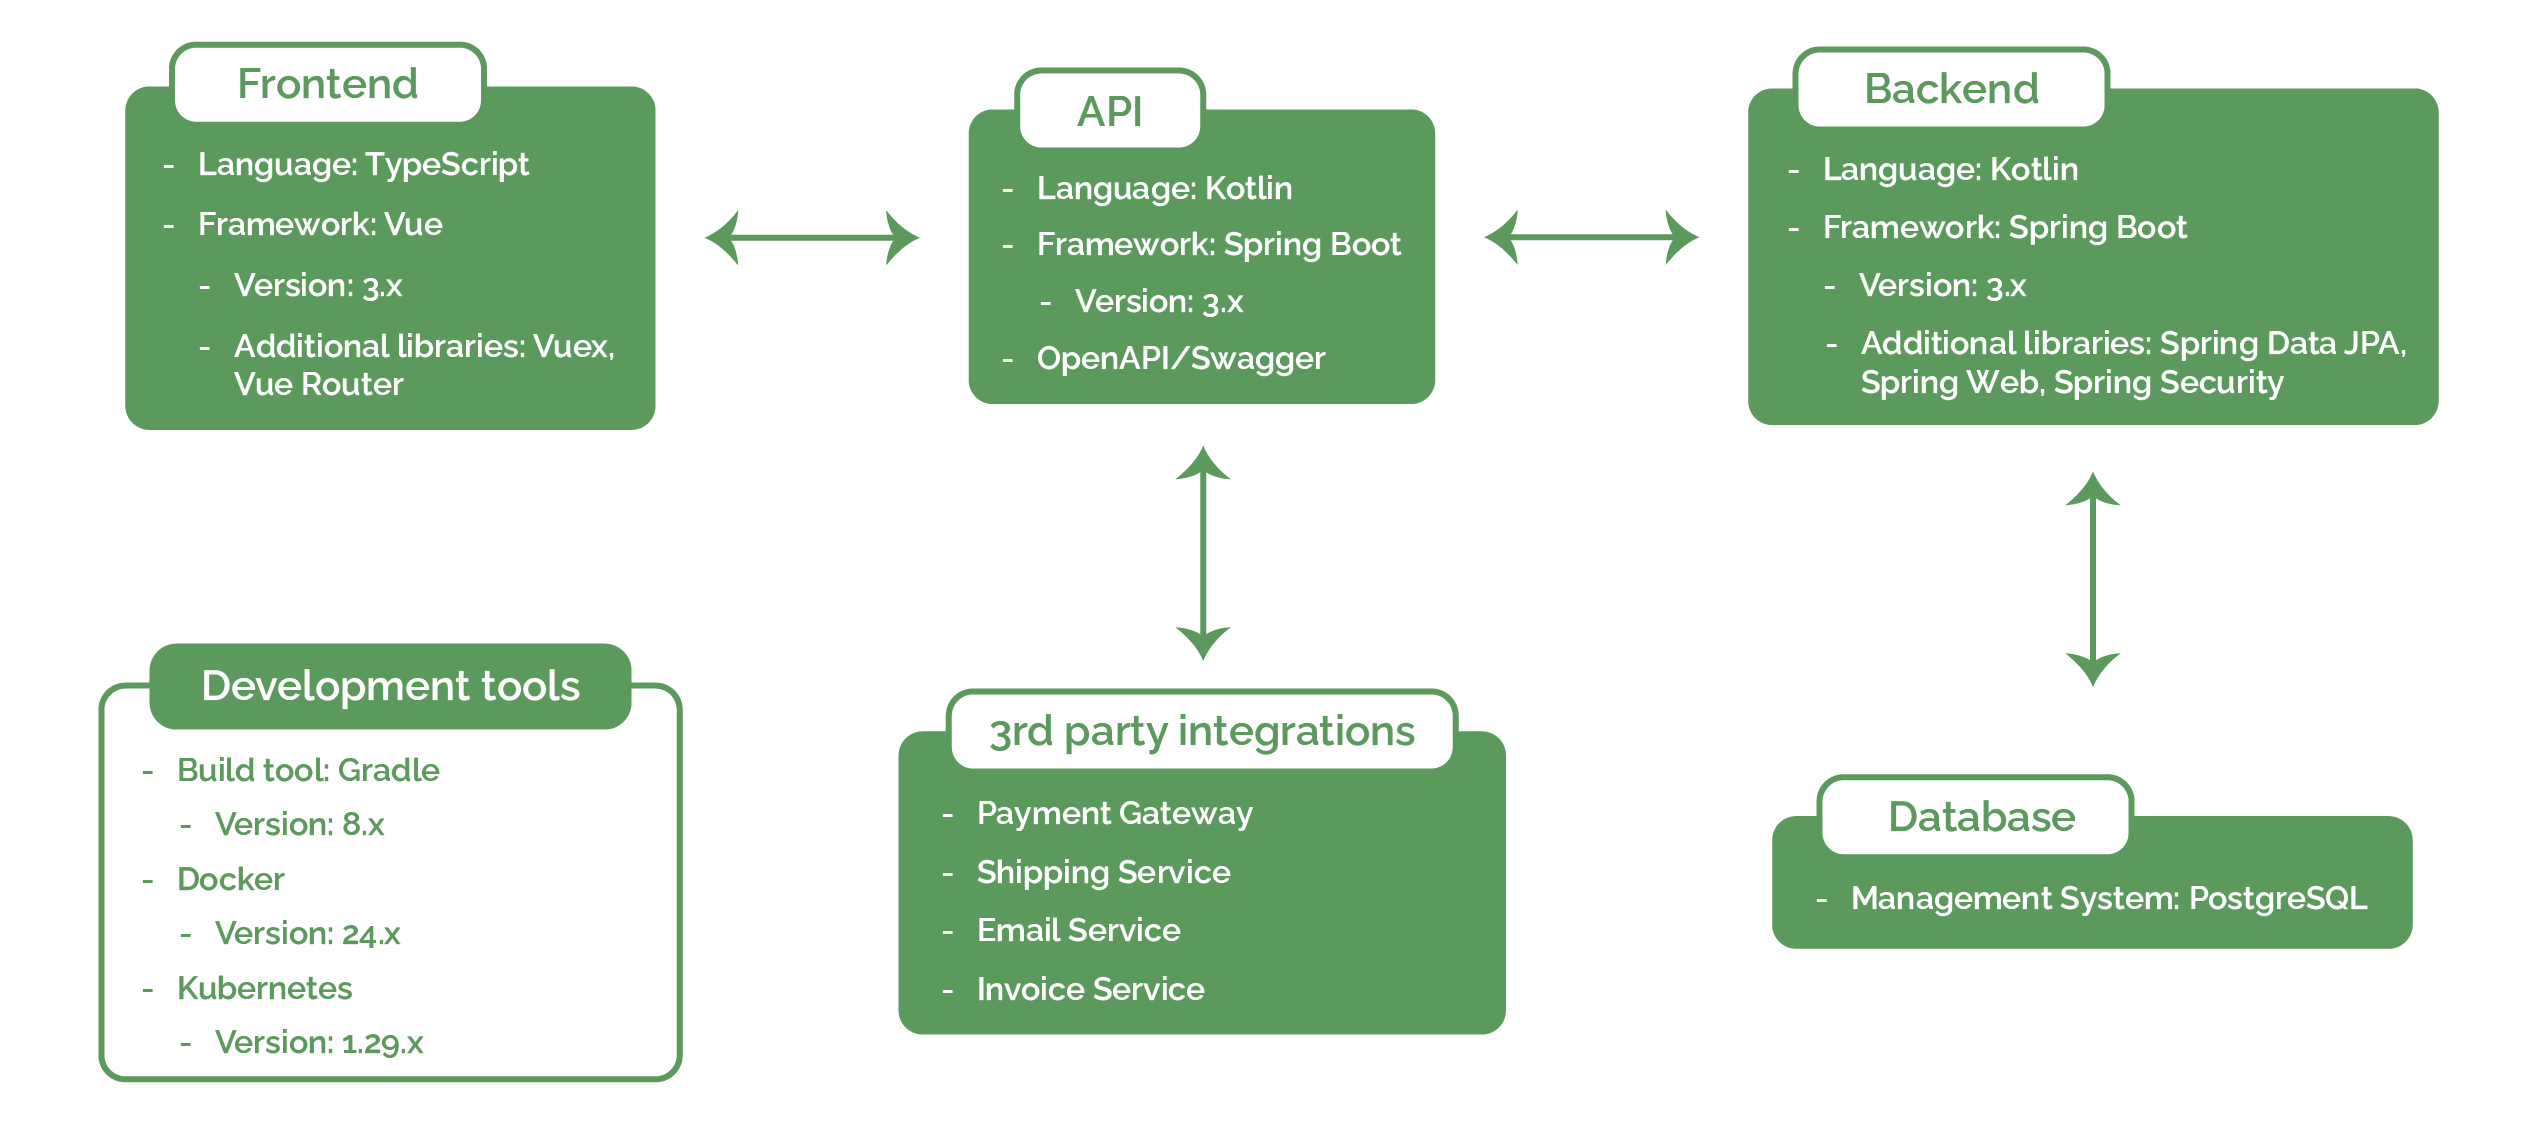 Frontend
- Language: TypeScript
- Framework: Vue
- Version: 3.x
- Additional libraries: Vuex,
Vue Router
API
- Language: Kotlin
- Framework: Spring Boot
- Version: 3.x
- OpenAPI/Swagger
Backend
- Language: Kotlin
- Framework: Spring Boot
- Version: 3.x
- Additional libraries: Spring Data JPA,
Spring Web, Spring Security
Development tools
- Build tool: Gradle
- Version: 8.x
- Docker
- Version: 24.x
- Kubernetes
- Version: 1.29.x
3rd party integrations
- Payment Gateway
- Shipping Service
- Email Service
- Invoice Service
Database
- Management System: PostgreSQL